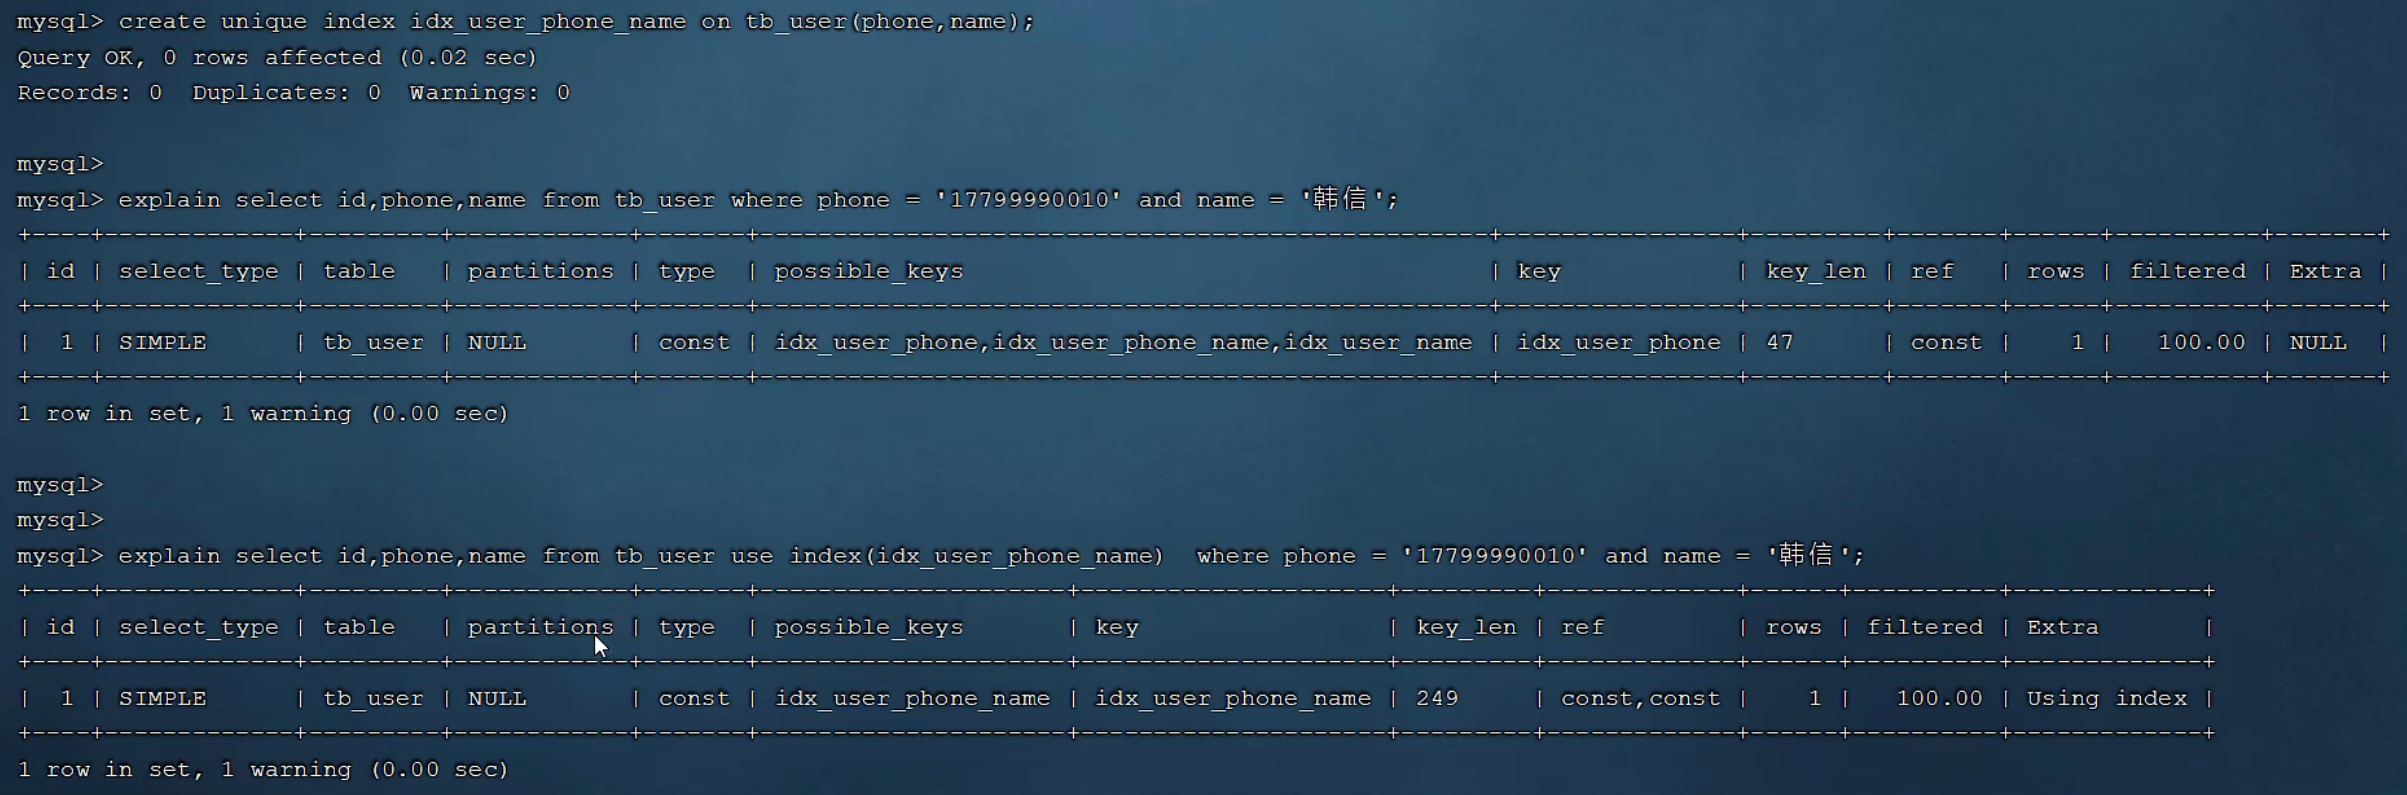 mysql> create unique index idx_user_phone_name on tb_user(phone,name);
Query OK, 0 rows affected (0.02 sec)
Records: 0  Duplicates: 0  Warnings: 0
mysql>
mysql> explain select id,phone,name from tb_user where phone = '17799990010' and name = '韩信';
+----+-------------+---------+------------+-------+--------------------------------------------------+----------------+---------+-------+------+----------+-------+
| id | select_type | table   | partitions | type  | possible_keys                                    | key            | key_len | ref   | rows | filtered | Extra |
+----+-------------+---------+------------+-------+--------------------------------------------------+----------------+---------+-------+------+----------+-------+
|  1 | SIMPLE      | tb_user | NULL       | const | idx_user_phone,idx_user_phone_name,idx_user_name | idx_user_phone | 47      | const |    1 |   100.00 | NULL  |
+----+-------------+---------+------------+-------+--------------------------------------------------+----------------+---------+-------+------+----------+-------+
1 row in set, 1 warning (0.00 sec)
mysql>
mysql>
mysql> explain select id,phone,name from tb_user use index(idx_user_phone_name)  where phone = '17799990010' and name = '韩信';
+----+-------------+---------+------------+-------+---------------------+---------------------+---------+-------------+------+----------+-------------+
| id | select_type | table   | partitions | type  | possible_keys       | key                 | key_len | ref         | rows | filtered | Extra       |
+----+-------------+---------+------------+-------+---------------------+---------------------+---------+-------------+------+----------+-------------+
|  1 | SIMPLE      | tb_user | NULL       | const | idx_user_phone_name | idx_user_phone_name | 249     | const,const |    1 |   100.00 | Using index |
+----+-------------+---------+------------+-------+---------------------+---------------------+---------+-------------+------+----------+-------------+
1 row in set, 1 warning (0.00 sec)